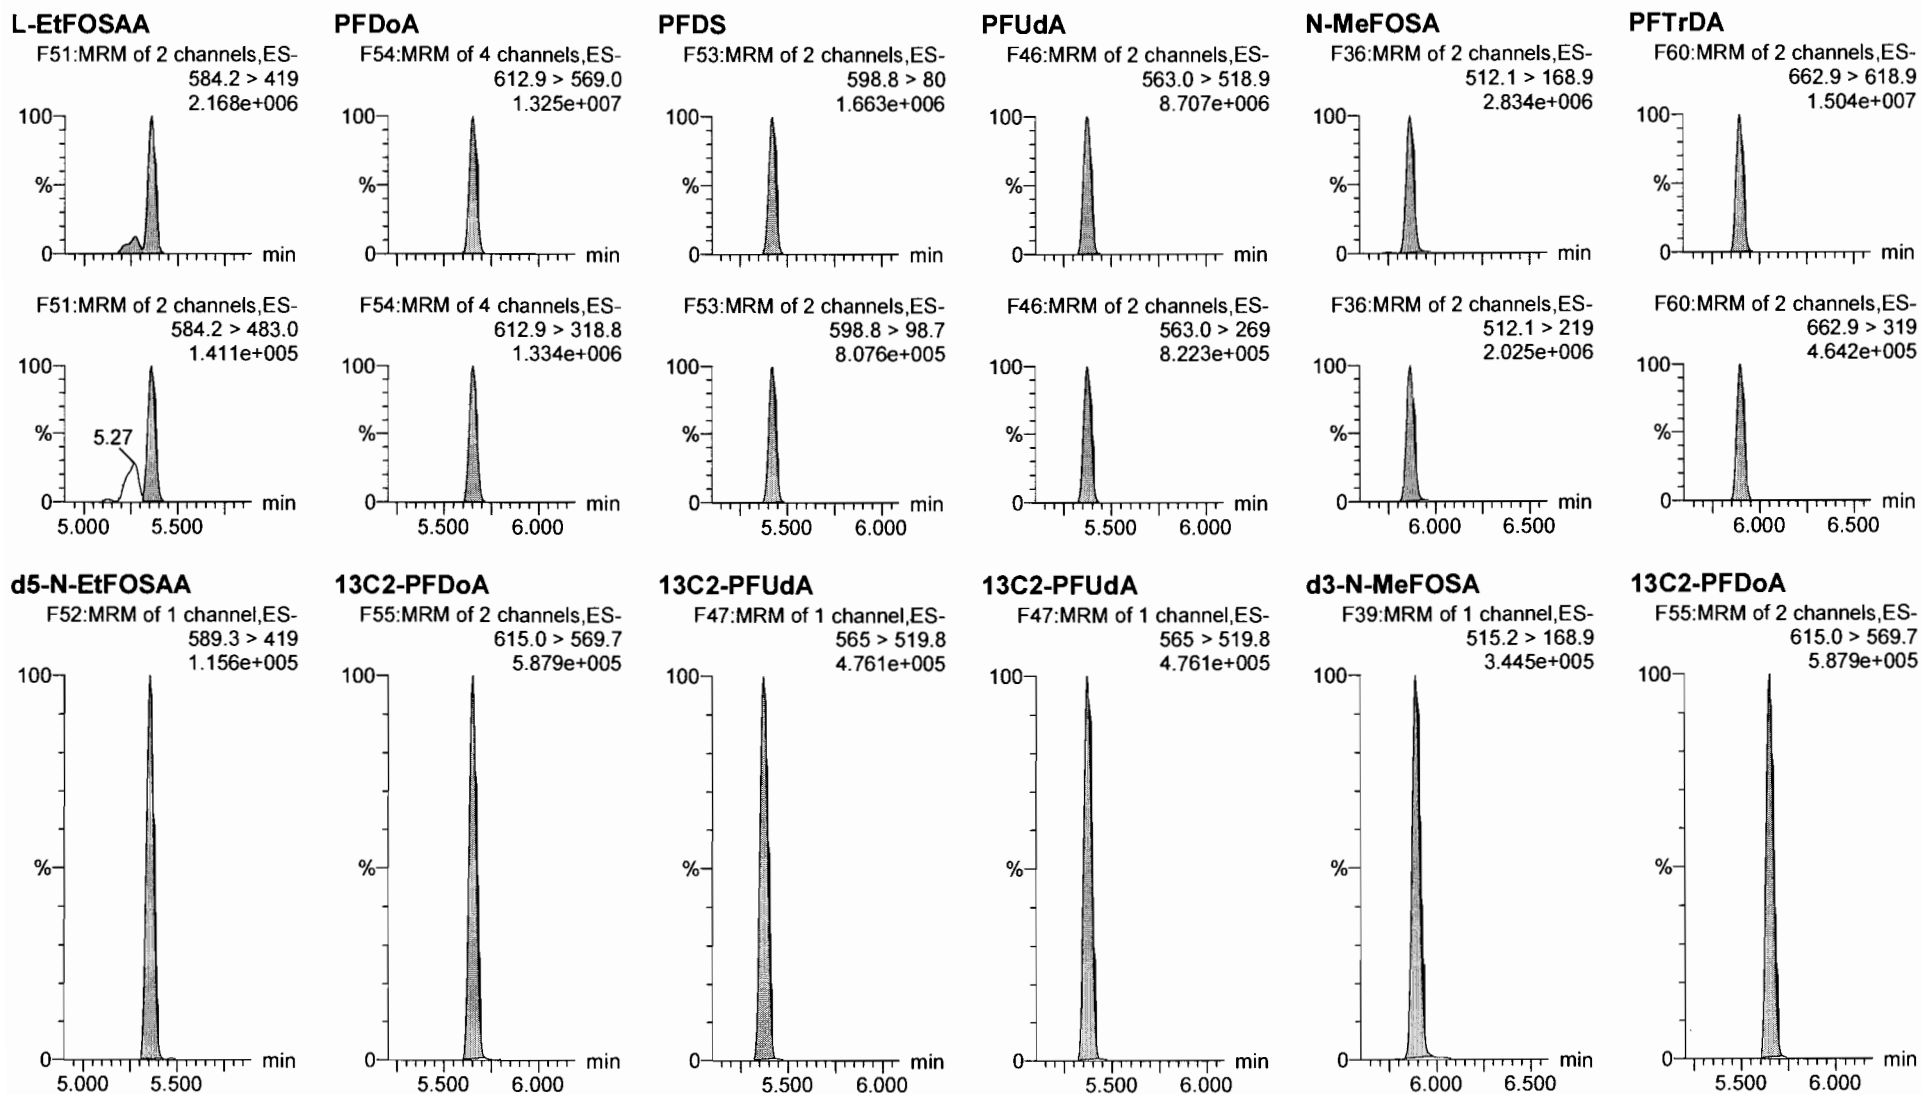 L-EtFOSAA
F51:MRM of 2 channels,ES-
584.2 > 419
2.168e+006
100
%
0
min
F51:MRM of 2 channels,ES-
584.2 > 483.0
1.411e+005
100
5.27
%
0
min
5.000 5.500
PFDoA
F54:MRM of 4 channels,ES-
612.9 > 569.0
1.325e+007
100
%
0
min
F54:MRM of 4 channels,ES-
612.9 > 318.8
1.334e+006
100
%
0
min
5.500 6.000
PFDS
F53:MRM of 2 channels,ES-
598.8 > 80
1.663e+006
100
%
0
min
F53:MRM of 2 channels,ES-
598.8 > 98.7
8.076e+005
100
%
0
min
5.500 6.000
PFUdA
F46:MRM of 2 channels,ES-
563.0 > 518.9
8.707e+006
100
%
0
min
F46:MRM of 2 channels,ES-
563.0 > 269
8.223e+005
100
%
0
min
5.500 6.000
N-MeFOSA
F36:MRM of 2 channels,ES-
512.1 > 168.9
2.834e+006
100
%
0
min
F36:MRM of 2 channels,ES-
512.1 > 219
2.025e+006
100
%
0
min
6.000 6.500
PFTrDA
F60:MRM of 2 channels,ES-
662.9 > 618.9
1.504e+007
100
%
0
min
F60:MRM of 2 channels,ES-
662.9 > 319
4.642e+005
100
%
0
min
6.000 6.500
d5-N-EtFOSAA
F52:MRM of 1 channel,ES-
589.3 > 419
1.156e+005
100
%
0
min
5.000 5.500
13C2-PFDoA
F55:MRM of 2 channels,ES-
615.0 > 569.7
5.879e+005
100
%
0
min
5.500 6.000
13C2-PFUdA
F47:MRM of 1 channel,ES-
565 > 519.8
4.761e+005
100
%
0
min
5.500 6.000
13C2-PFUdA
F47:MRM of 1 channel,ES-
565 > 519.8
4.761e+005
100
%
0
min
5.500 6.000
d3-N-MeFOSA
F39:MRM of 1 channel,ES-
515.2 > 168.9
3.445e+005
100
%
0
min
6.000 6.500
13C2-PFDoA
F55:MRM of 2 channels,ES-
615.0 > 569.7
5.879e+005
100
%
0
min
5.500 6.000